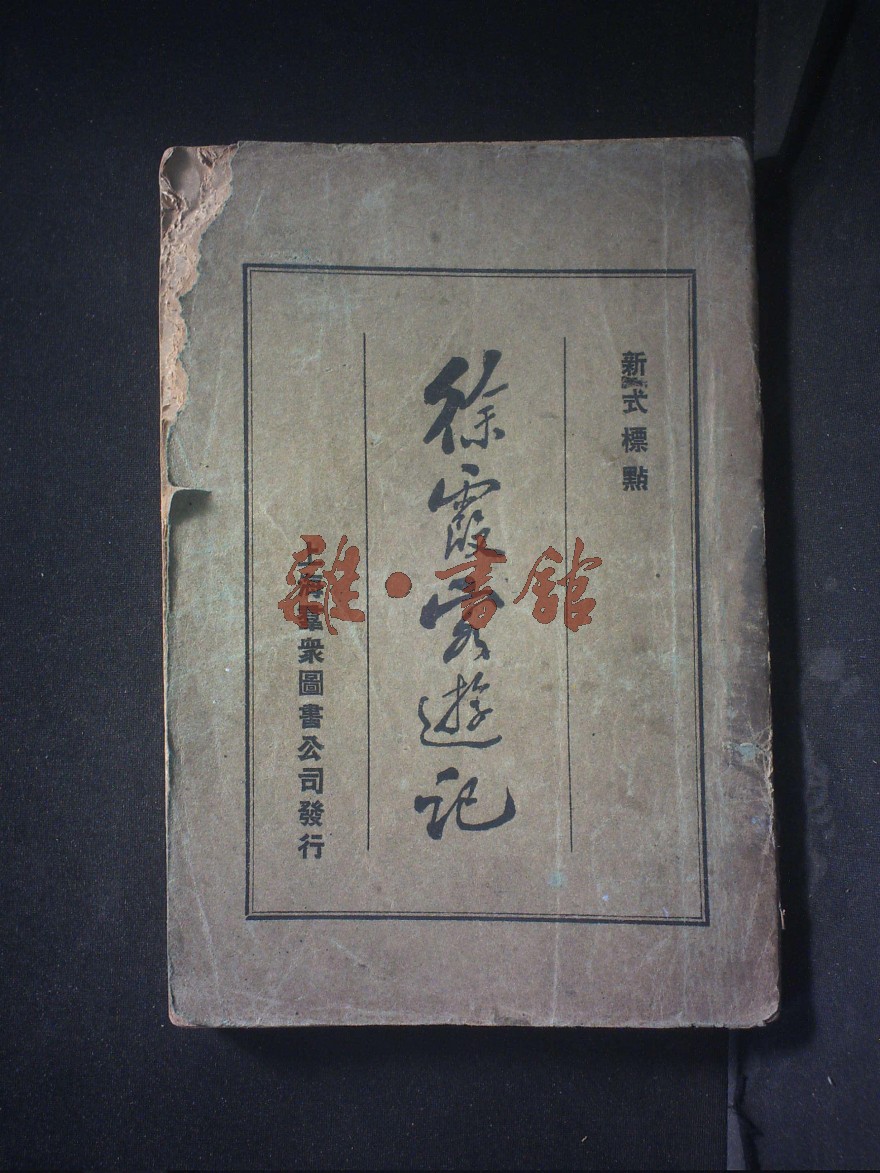 新式標點
徐霞客遊記
上海羣衆圖書公司發行
雜·書館